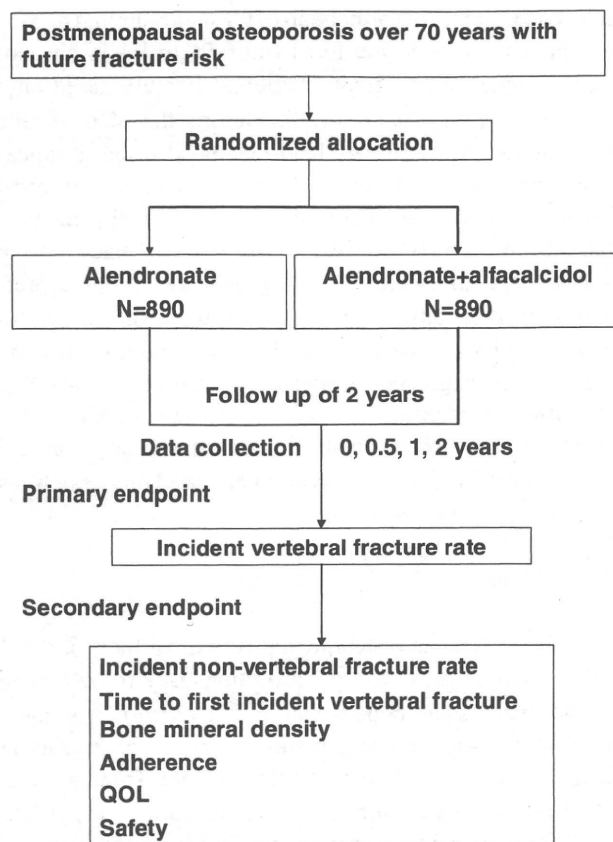 Postmenopausal osteoporosis over 70 years with
future fracture risk
Randomized allocation
Alendronate
N=890
Alendronate+alfacalcidol
N=890
Follow up of 2 years
Data collection 0, 0.5, 1, 2 years
Primary endpoint
Incident vertebral fracture rate
Secondary endpoint
Incident non-vertebral fracture rate
Time to first incident vertebral fracture
Bone mineral density
Adherence
QOL
Safety